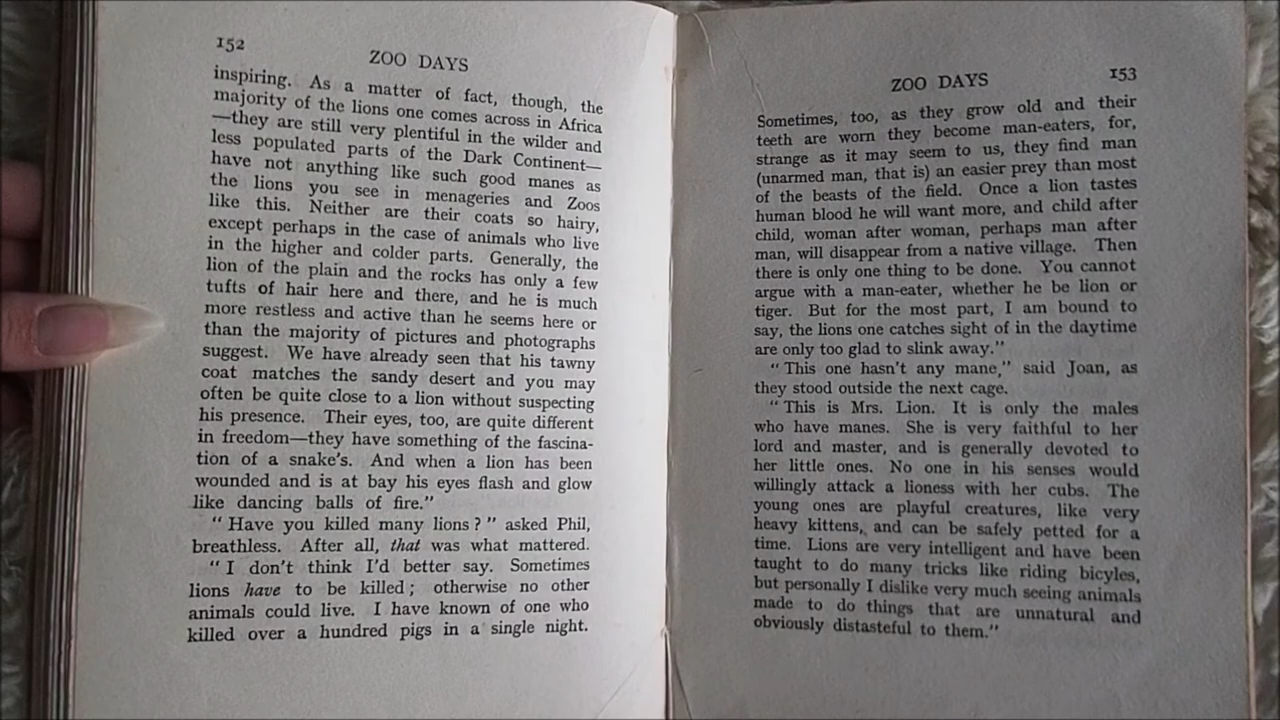 152
ZOO DAYS
inspiring. As a matter of fact, though, the
majority of the lions one comes across in Africa
—they are still very plentiful in the wilder and
less populated parts of the Dark Continent—
have not anything like such good manes as
the lions you see in menageries and Zoos
like this. Neither are their coats so hairy,
except perhaps in the case of animals who live
in the higher and colder parts. Generally, the
lion of the plain and the rocks has only a few
tufts of hair here and there, and he is much
more restless and active than he seems here or
than the majority of pictures and photographs
suggest. We have already seen that his tawny
coat matches the sandy desert and you may
often be quite close to a lion without suspecting
his presence. Their eyes, too, are quite different
in freedom—they have something of the fascina-
tion of a snake's. And when a lion has been
wounded and is at bay his eyes flash and glow
like dancing balls of fire."
"Have you killed many lions?" asked Phil,
breathless. After all, that was what mattered.
"I don't think I'd better say. Sometimes
lions have to be killed; otherwise no other
animals could live. I have known of one who
killed over a hundred pigs in a single night.
ZOO DAYS
153
Sometimes, too, as they grow old and their
teeth are worn they become man-eaters, for,
strange as it may seem to us, they find man
(unarmed man, that is) an easier prey than most
of the beasts of the field. Once a lion tastes
human blood he will want more, and child after
child, woman after woman, perhaps man after
man, will disappear from a native village. Then
there is only one thing to be done. You cannot
argue with a man-eater, whether he be lion or
tiger. But for the most part, I am bound to
say, the lions one catches sight of in the daytime
are only too glad to slink away."
"This one hasn't any mane," said Joan, as
they stood outside the next cage.
"This is Mrs. Lion. It is only the males
who have manes. She is very faithful to her
lord and master, and is generally devoted to
her little ones. No one in his senses would
willingly attack a lioness with her cubs. The
young ones are playful creatures, like very
heavy kittens, and can be safely petted for a
time. Lions are very intelligent and have been
taught to do many tricks like riding bicycles,
but personally I dislike very much seeing animals
made to do things that are unnatural and
obviously distasteful to them."